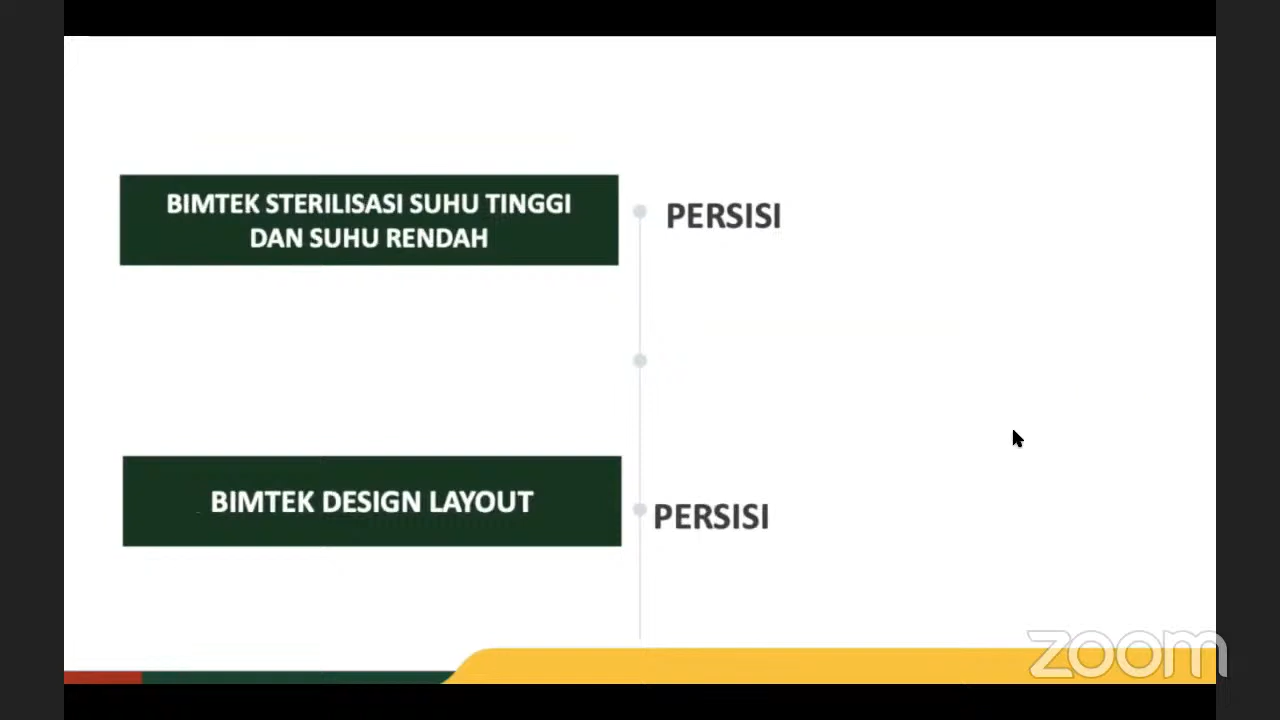 BIMTEK STERILISASI SUHU TINGGI
DAN SUHU RENDAH
PERSISI
BIMTEK DESIGN LAYOUT
PERSISI
zoom